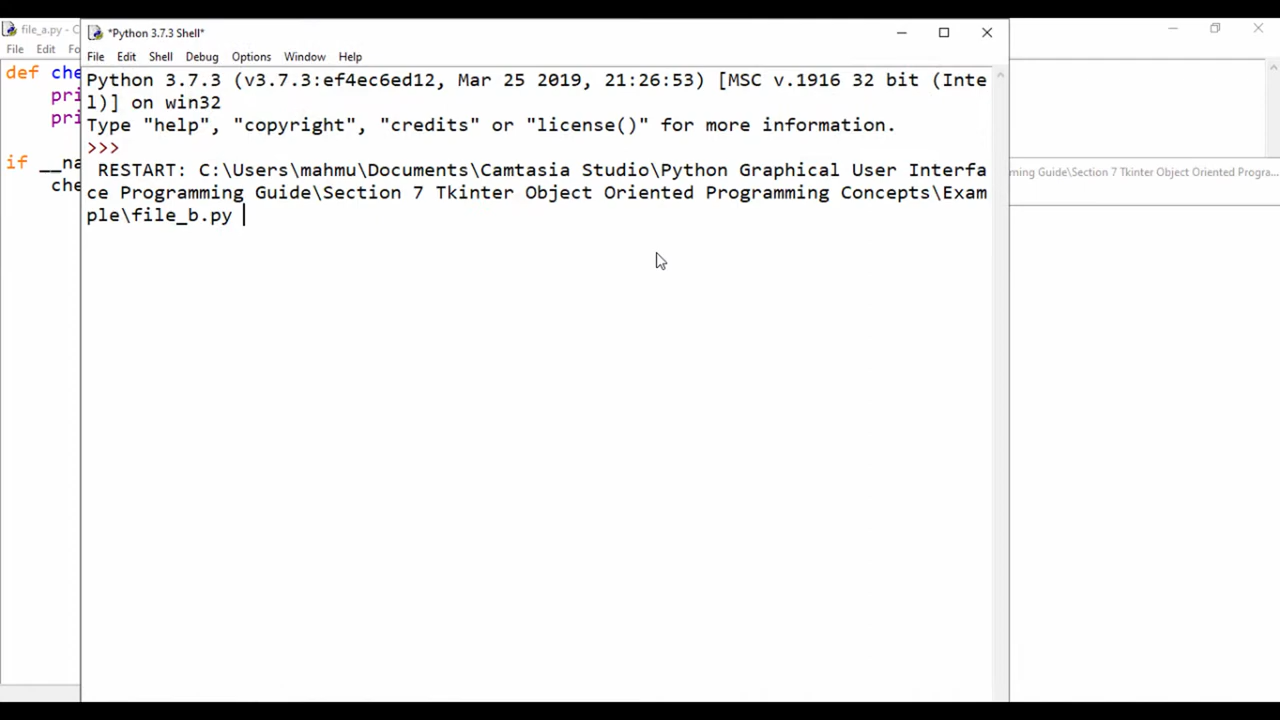 file_a.py - C
*Python 3.7.3 Shell*
File Edit Fo
File Edit Shell Debug Options Window Help
def che
pri
pri
if __na
che
Python 3.7.3 (v3.7.3:ef4ec6ed12, Mar 25 2019, 21:26:53) [MSC v.1916 32 bit (Inte
l)] on win32
Type "help", "copyright", "credits" or "license()" for more information.
>>>
RESTART: C:\Users\mahmu\Documents\Camtasia Studio\Python Graphical User Interfa
ce Programming Guide\Section 7 Tkinter Object Oriented Programming Concepts\Exam
ple\file_b.py
ming Guide\Section 7 Tkinter Object Oriented Progra...